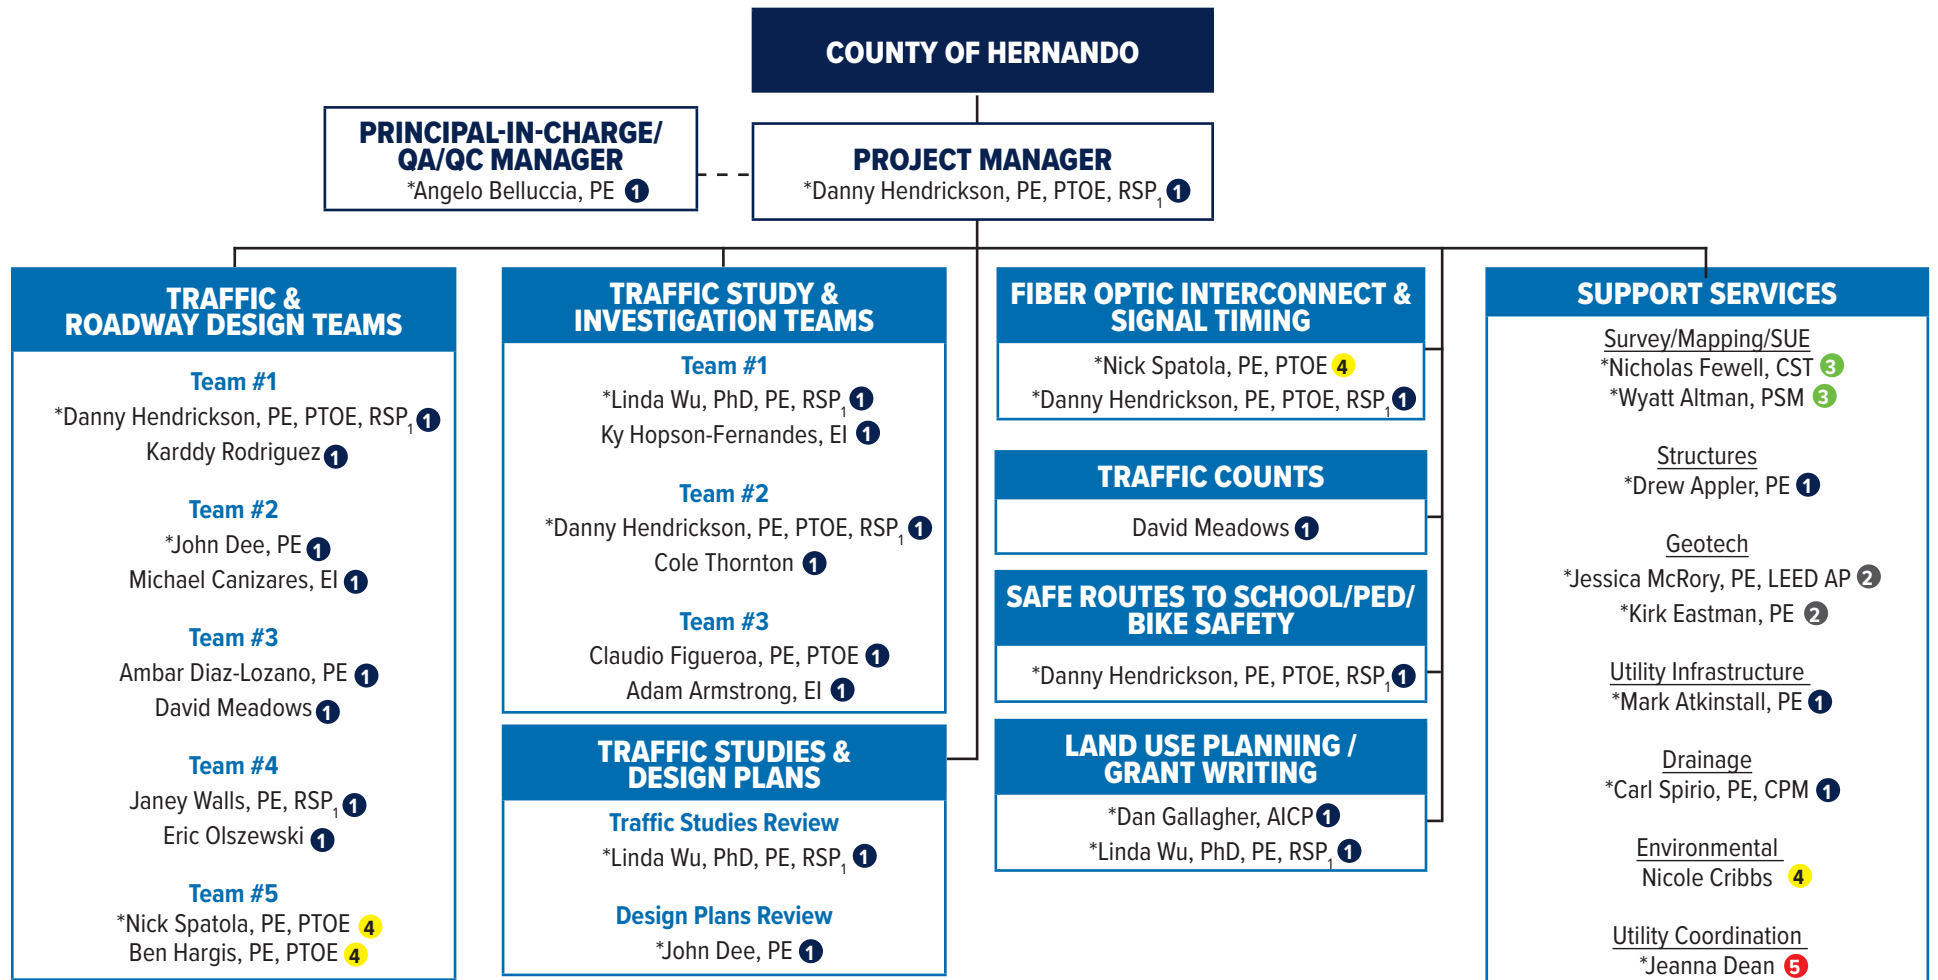 COUNTY OF HERNANDO
PRINCIPAL-IN-CHARGE/
QA/QC MANAGER
*Angelo Belluccia, PE 1
PROJECT MANAGER
*Danny Hendrickson, PE, PTOE, RSP1 1
TRAFFIC &
ROADWAY DESIGN TEAMS
Team #1
*Danny Hendrickson, PE, PTOE, RSP1 1
Karddy Rodriguez 1
Team #2
*John Dee, PE 1
Michael Canizares, EI 1
Team #3
Ambar Diaz-Lozano, PE 1
David Meadows 1
Team #4
Janey Walls, PE, RSP1 1
Eric Olszewski 1
Team #5
*Nick Spatola, PE, PTOE 4
Ben Hargis, PE, PTOE 4
TRAFFIC STUDY &
INVESTIGATION TEAMS
Team #1
*Linda Wu, PhD, PE, RSP1 1
Ky Hopson-Fernandes, EI 1
Team #2
*Danny Hendrickson, PE, PTOE, RSP1 1
Cole Thornton 1
Team #3
Claudio Figueroa, PE, PTOE 1
Adam Armstrong, EI 1
TRAFFIC STUDIES &
DESIGN PLANS
Traffic Studies Review
*Linda Wu, PhD, PE, RSP1 1
Design Plans Review
*John Dee, PE 1
FIBER OPTIC INTERCONNECT &
SIGNAL TIMING
*Nick Spatola, PE, PTOE 4
*Danny Hendrickson, PE, PTOE, RSP1 1
TRAFFIC COUNTS
David Meadows 1
SAFE ROUTES TO SCHOOL/PED/
BIKE SAFETY
*Danny Hendrickson, PE, PTOE, RSP1 1
LAND USE PLANNING /
GRANT WRITING
*Dan Gallagher, AICP 1
*Linda Wu, PhD, PE, RSP1 1
SUPPORT SERVICES
Survey/Mapping/SUE
*Nicholas Fewell, CST 3
*Wyatt Altman, PSM 3
Structures
*Drew Appler, PE 1
Geotech
*Jessica McRory, PE, LEED AP 2
*Kirk Eastman, PE 2
Utility Infrastructure
*Mark Atkinstall, PE 1
Drainage
*Carl Spirio, PE, CPM 1
Environmental
Nicole Cribbs 4
Utility Coordination
*Jeanna Dean 5